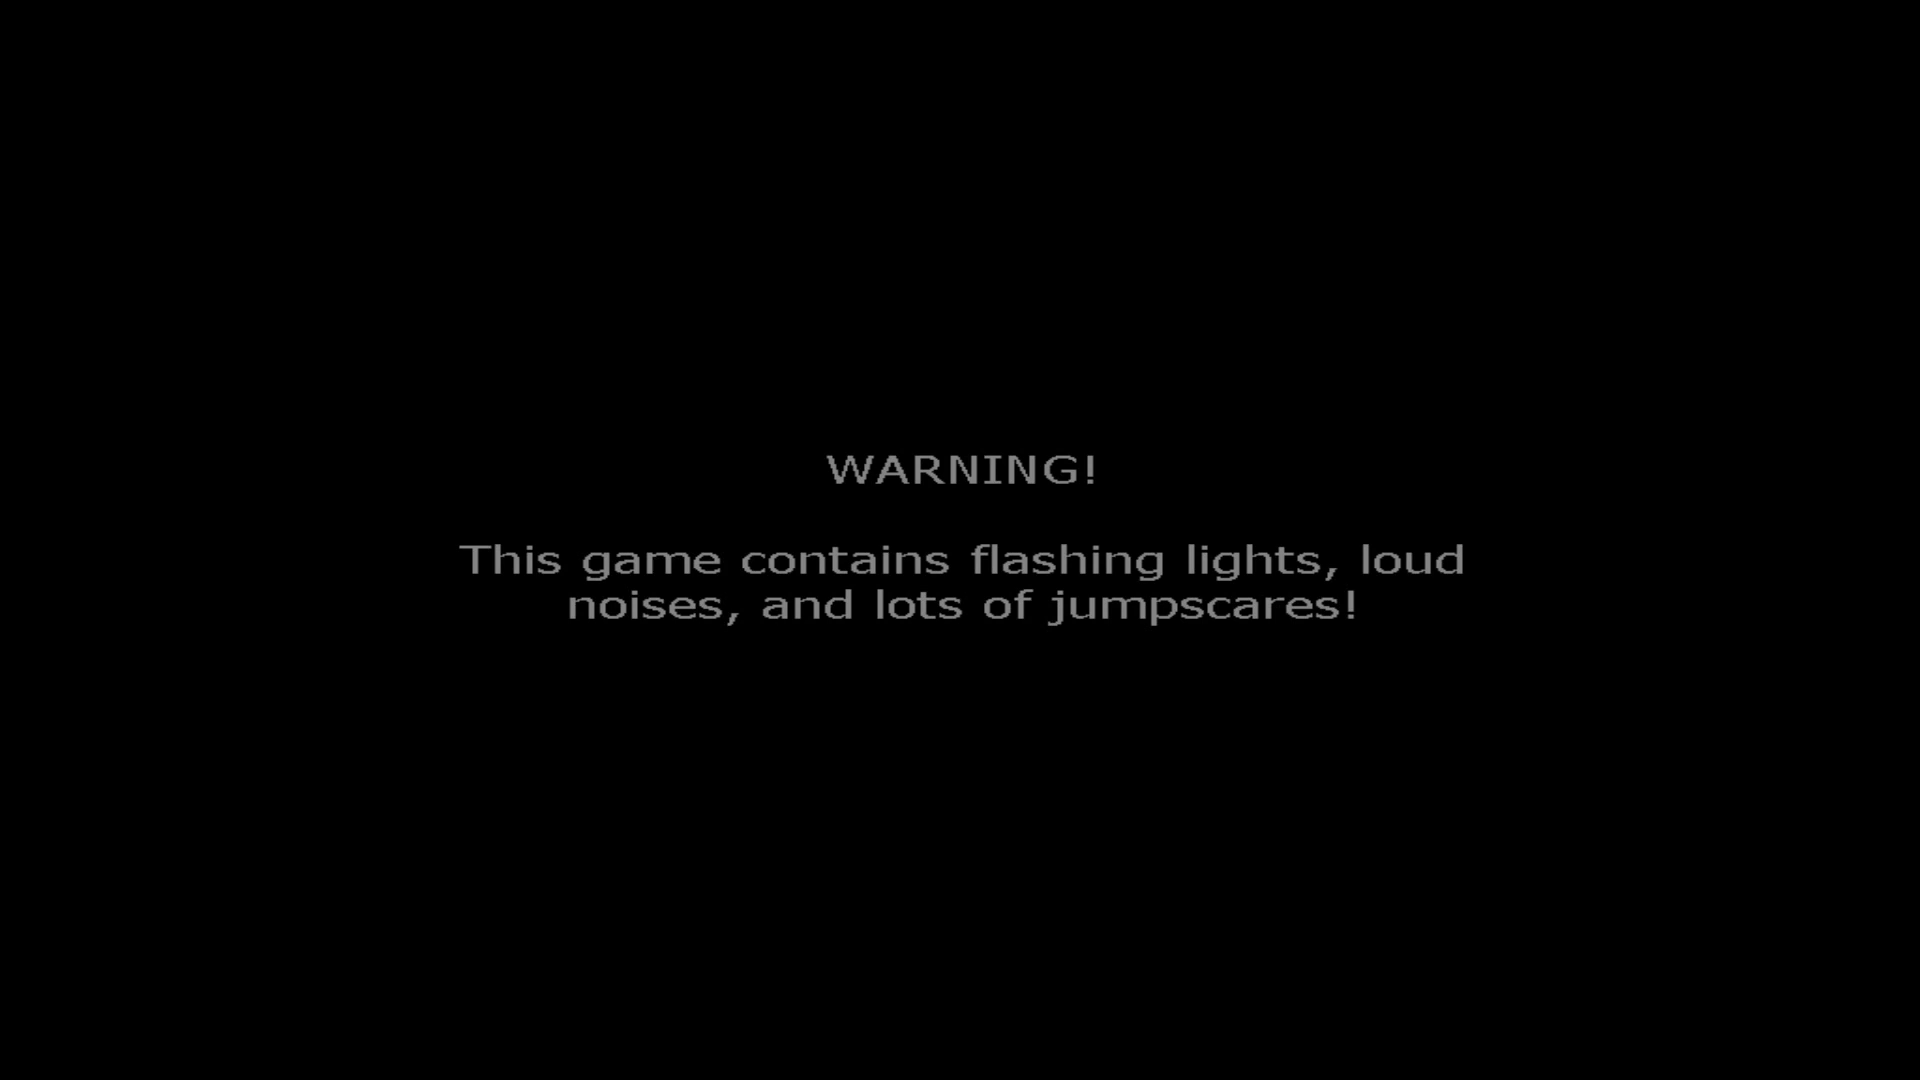 WARNING!
This game contains flashing lights, loud
noises, and lots of jumpscares!